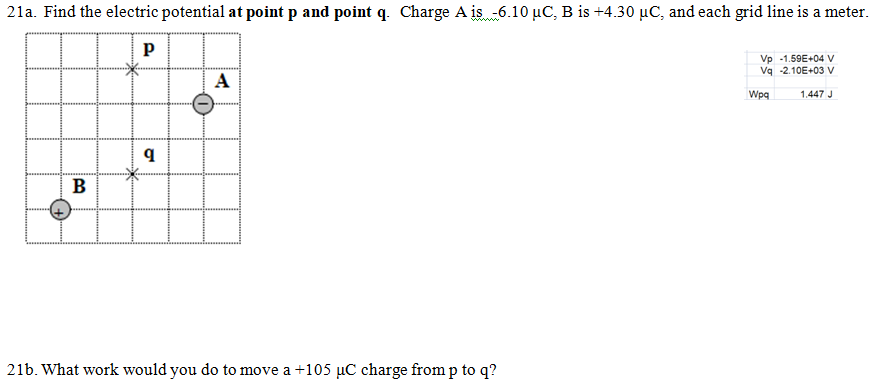 21a. Find the electric potential at point p and point q. Charge A is -6.10 μC, B is +4.30 μC, and each grid line is a meter.
p
A
Vp -1.59E+04 V
Vq -2.10E+03 V
Wpq 1.447 J
−
q
B
+
21b. What work would you do to move a +105 μC charge from p to q?